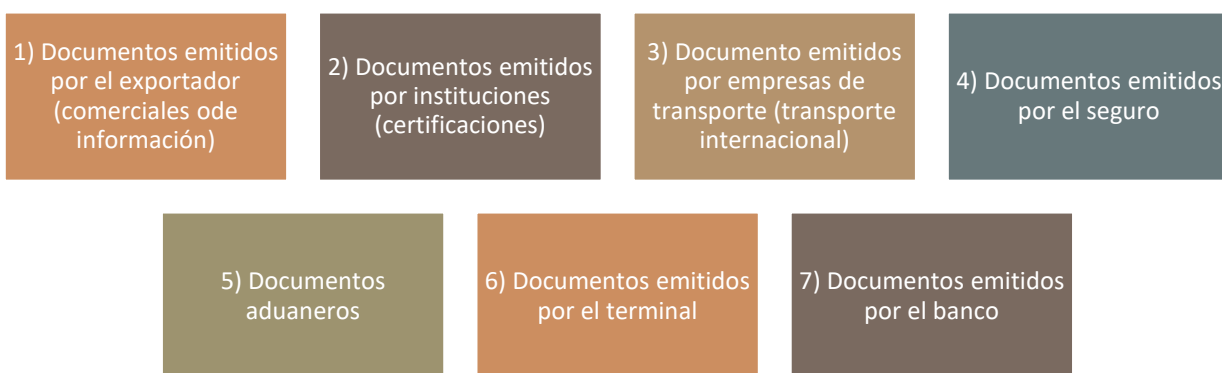 1) Documentos emitidos
por el exportador
(comerciales ode
información)
2) Documentos emitidos
por instituciones
(certificaciones)
3) Documento emitidos
por empresas de
transporte (transporte
internacional)
4) Documentos emitidos
por el seguro
5) Documentos
aduaneros
6) Documentos emitidos
por el terminal
7) Documentos emitidos
por el banco